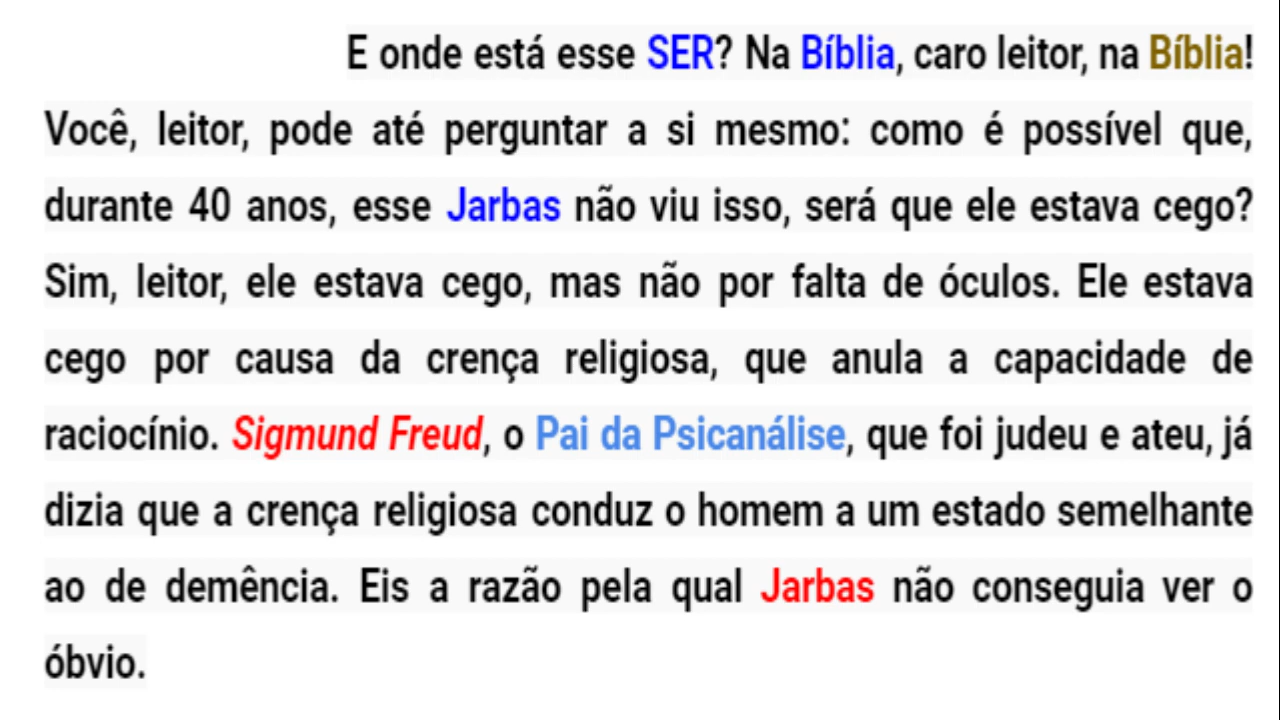 E onde está esse SER? Na Bíblia, caro leitor, na Bíblia!
Você, leitor, pode até perguntar a si mesmo: como é possível que,
durante 40 anos, esse Jarbas não viu isso, será que ele estava cego?
Sim, leitor, ele estava cego, mas não por falta de óculos. Ele estava
cego por causa da crença religiosa, que anula a capacidade de
raciocínio. Sigmund Freud, o Pai da Psicanálise, que foi judeu e ateu, já
dizia que a crença religiosa conduz o homem a um estado semelhante
ao de demência. Eis a razão pela qual Jarbas não conseguia ver o
óbvio.